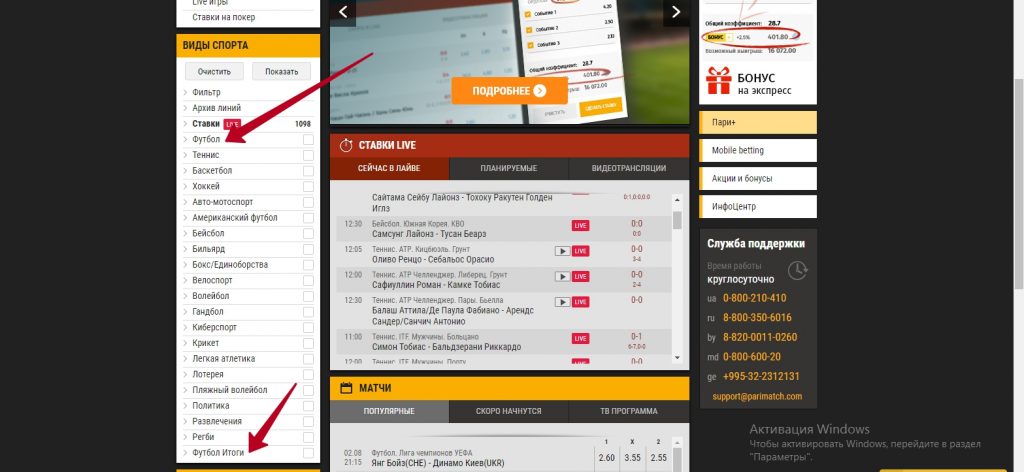 Live игры
Ставки на покер
ВИДЫ СПОРТА
Очистить
Показать
Фильтр
Архив линий
Ставки LIVE 1098
Футбол
Теннис
Баскетбол
Хоккей
Авто-мотоспорт
Американский футбол
Бейсбол
Бильярд
Бокс/Единоборства
Велоспорт
Волейбол
Гандбол
Киберспорт
Крикет
Легкая атлетика
Лотерея
Пляжный волейбол
Политика
Развлечения
Регби
Футбол Итоги
Событие 2
Событие 3
Общий коэффициент: 28.7
401.80
16 072.00
ПОДРОБНЕЕ
СТАВКИ LIVE
СЕЙЧАС В ЛАЙВЕ
ПЛАНИРУЕМЫЕ
ВИДЕОТРАНСЛЯЦИИ
Сайтама Сейбу Лайонз - Тохоку Ракутен Голден
Иглз
0:1,0:0,0:0
12:30 Бейсбол. Южная Корея. КВО LIVE 0:0
Самсунг Лайонз - Тусан Беарз 0:0
12:05 Теннис. ATP. Кицбюэль. Грунт LIVE 0-0
Оливо Ренцо - Себальос Орасио 3-4
12:00 Теннис. ATP Челленджер. Либерец. Грунт LIVE 0-0
Сафиуллин Роман - Камке Тобиас 2-4
12:30 Теннис. ATP Челленджер. Пары. Бьелла LIVE 0-0
Балаш Аттила/Де Паула Фабиано - Арендс
Сандер/Санчич Антонио
11:00 Теннис. ITF. Мужчины. Больцано LIVE 0-1
Симон Тобиас - Бальдзерани Риккардо 6-7,0-0
12:00 Теннис. ITF. Мужчины. Порту LIVE 0-0
МАТЧИ
ПОПУЛЯРНЫЕ
СКОРО НАЧНУТСЯ
ТВ ПРОГРАММА
1 X 2
02.08 Футбол. Лига чемпионов УЕФА
21:15 Янг Бойз(CHE) - Динамо Киев(UKR) 2.60 3.55 2.55
Общий коэффициент: 28.7
БОНУС +2.5% 401.80
Возможный выигрыш: 16 072.00
БОНУС
на экспресс
Пари+
Mobile betting
Акции и бонусы
ИнфоЦентр
Служба поддержки
Время работы
круглосуточно
ua 0-800-210-410
ru 8-800-350-6016
by 8-820-0011-0260
md 0-800-600-20
ge +995-32-2312131
support@parimatch.com
Активация Windows
Чтобы активировать Windows, перейдите в раздел
"Параметры".